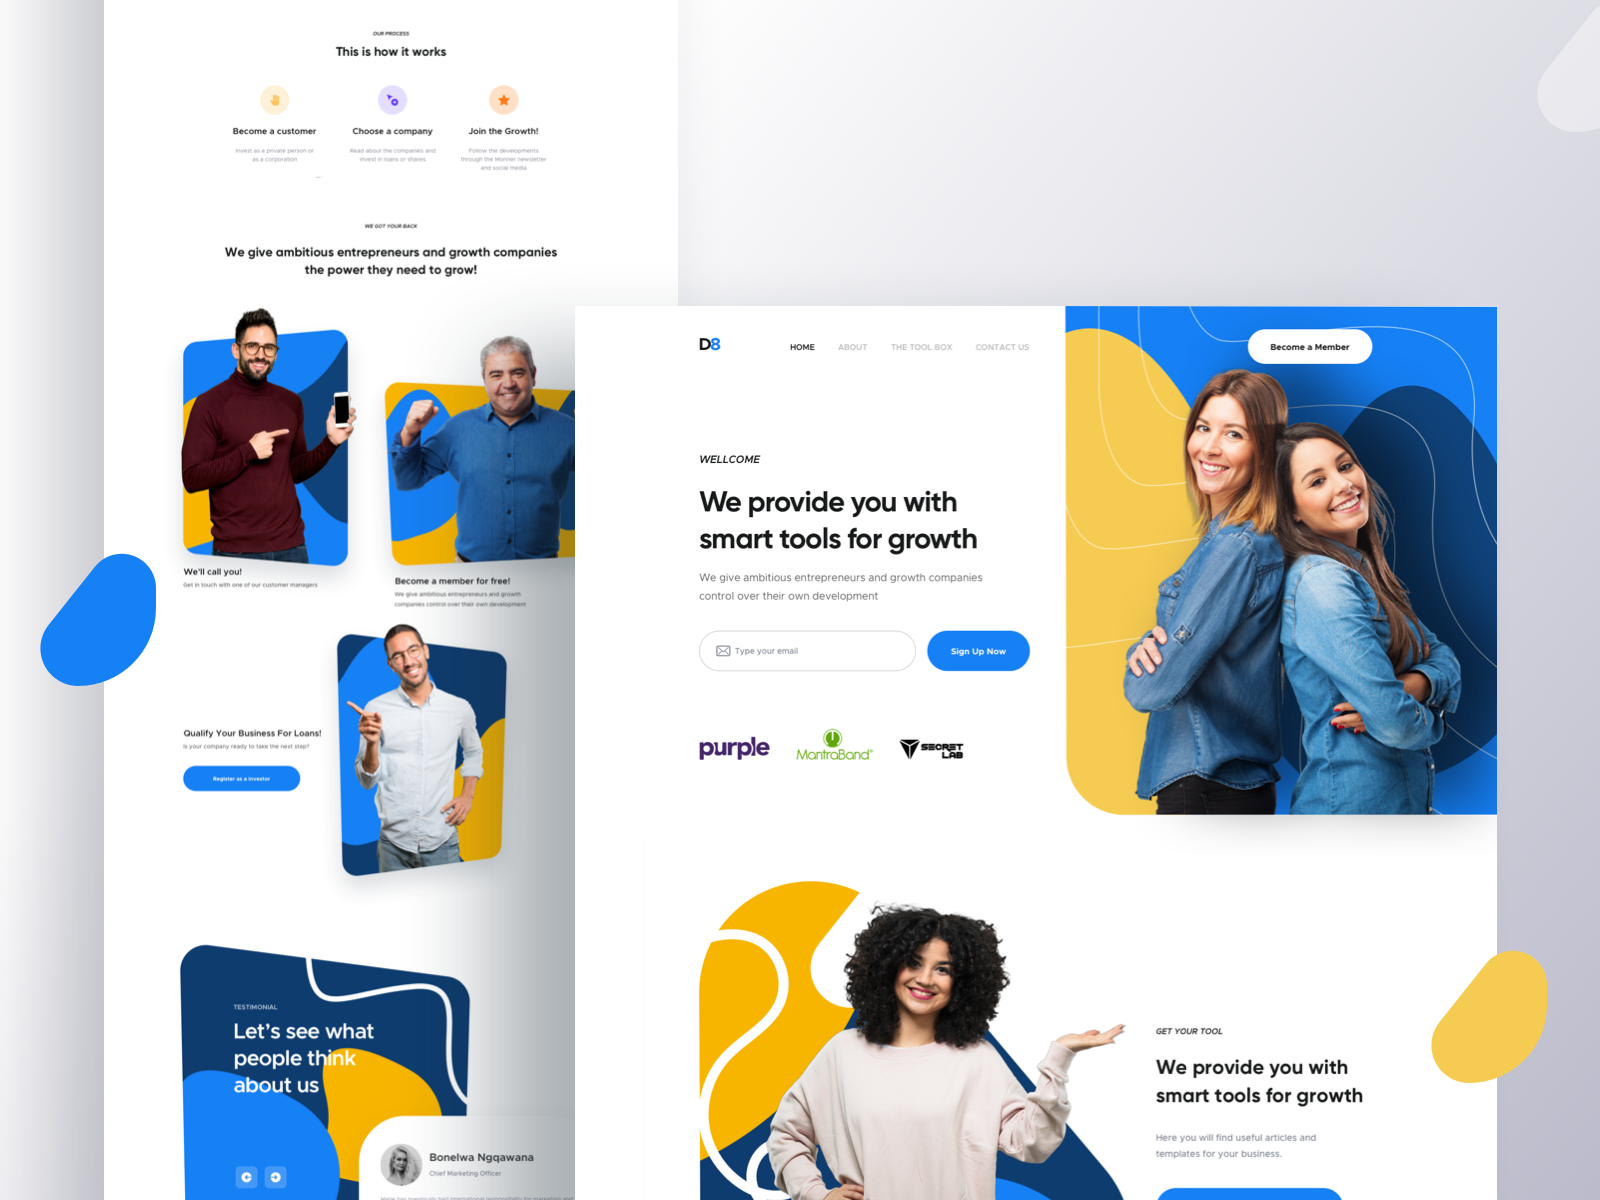 OUR PROCESS
This is how it works
Become a customer
Invest as a private person or
as a corporation
Choose a company
Read about the companies and
invest in loans or shares
Join the Growth!
Follow the developments
through the Monner newsletter
and social media
WE GOT YOUR BACK
We give ambitious entrepreneurs and growth companies
the power they need to grow!
We'll call you!
Get in touch with one of our customer managers
Become a member for free!
We give ambitious entrepreneurs and growth
companies control over their own development
Qualify Your Business For Loans!
Is your company ready to take the next step?
Register as a investor
TESTIMONIAL
Let's see what
people think
about us
Bonelwa Ngqawana
Chief Marketing Officer
D8
HOME
ABOUT
THE TOOL BOX
CONTACT US
Become a Member
WELLCOME
We provide you with
smart tools for growth
We give ambitious entrepreneurs and growth companies
control over their own development
Type your email
Sign Up Now
purple
MantraBand®
SECRET
LAB
GET YOUR TOOL
We provide you with
smart tools for growth
Here you will find useful articles and
templates for your business.